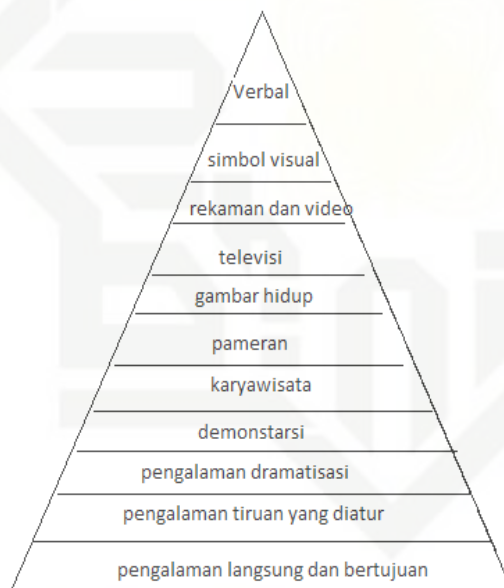 Verbal
simbol visual
rekaman dan video
televisi
gambar hidup
pameran
karyawisata
demonstarsi
pengalaman dramatisasi
pengalaman tiruan yang diatur
pengalaman langsung dan bertujuan